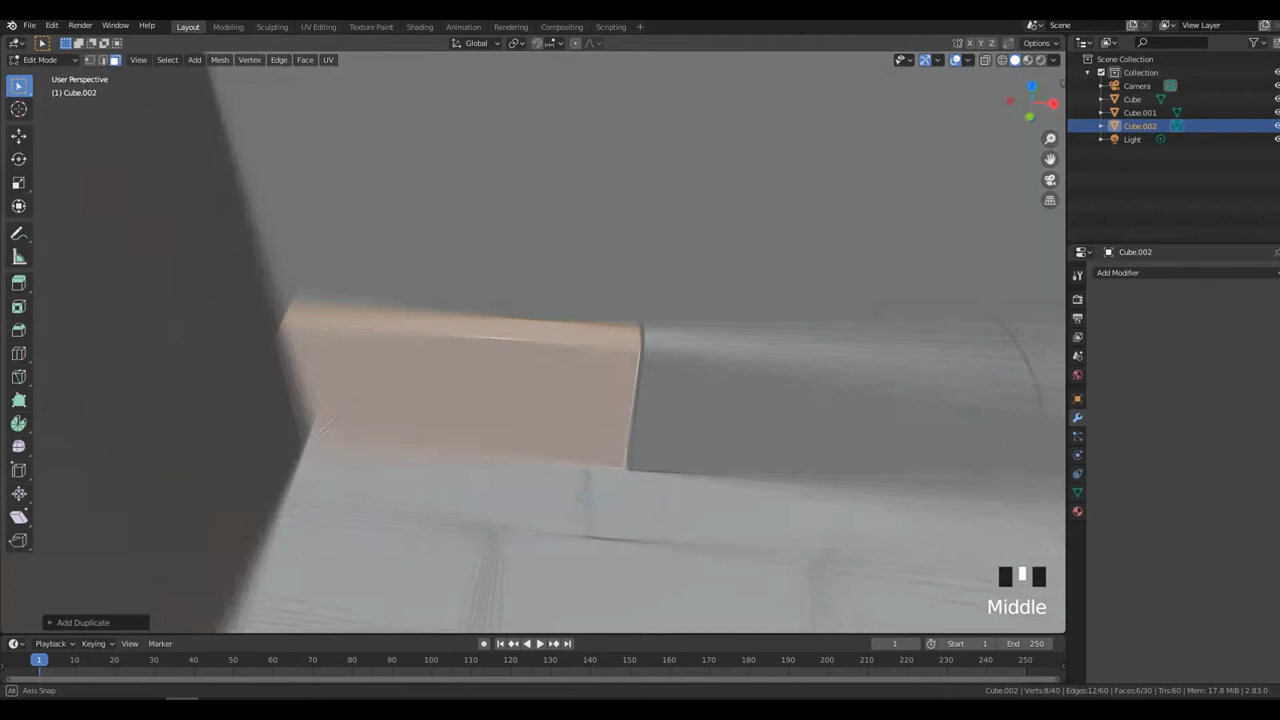 File Edit Render Window Help
Layout Modeling Sculpting UV Editing Texture Paint Shading Animation Rendering Compositing Scripting +
Scene View Layer
Global X Y Z Options
Edit Mode View Select Add Mesh Vertex Edge Face UV
User Perspective
(1) Cube.002
Z
X
Scene Collection
Collection
Camera
Cube
Cube.001
Cube.002
Light
Cube.002
Add Modifier
Middle
Add Duplicate
Playback Keying View Marker 1 Start 1 End 250
1 10 20 30 40 50 60 70 80 90 100 110 120 130 140 150 160 170 180 190 200 210 220 230 240 250
Alt Axis Snap Cube.002 | Verts:8/40 | Edges:12/60 | Faces:6/30 | Tris:60 | Mem: 17.8 MiB | 2.83.0